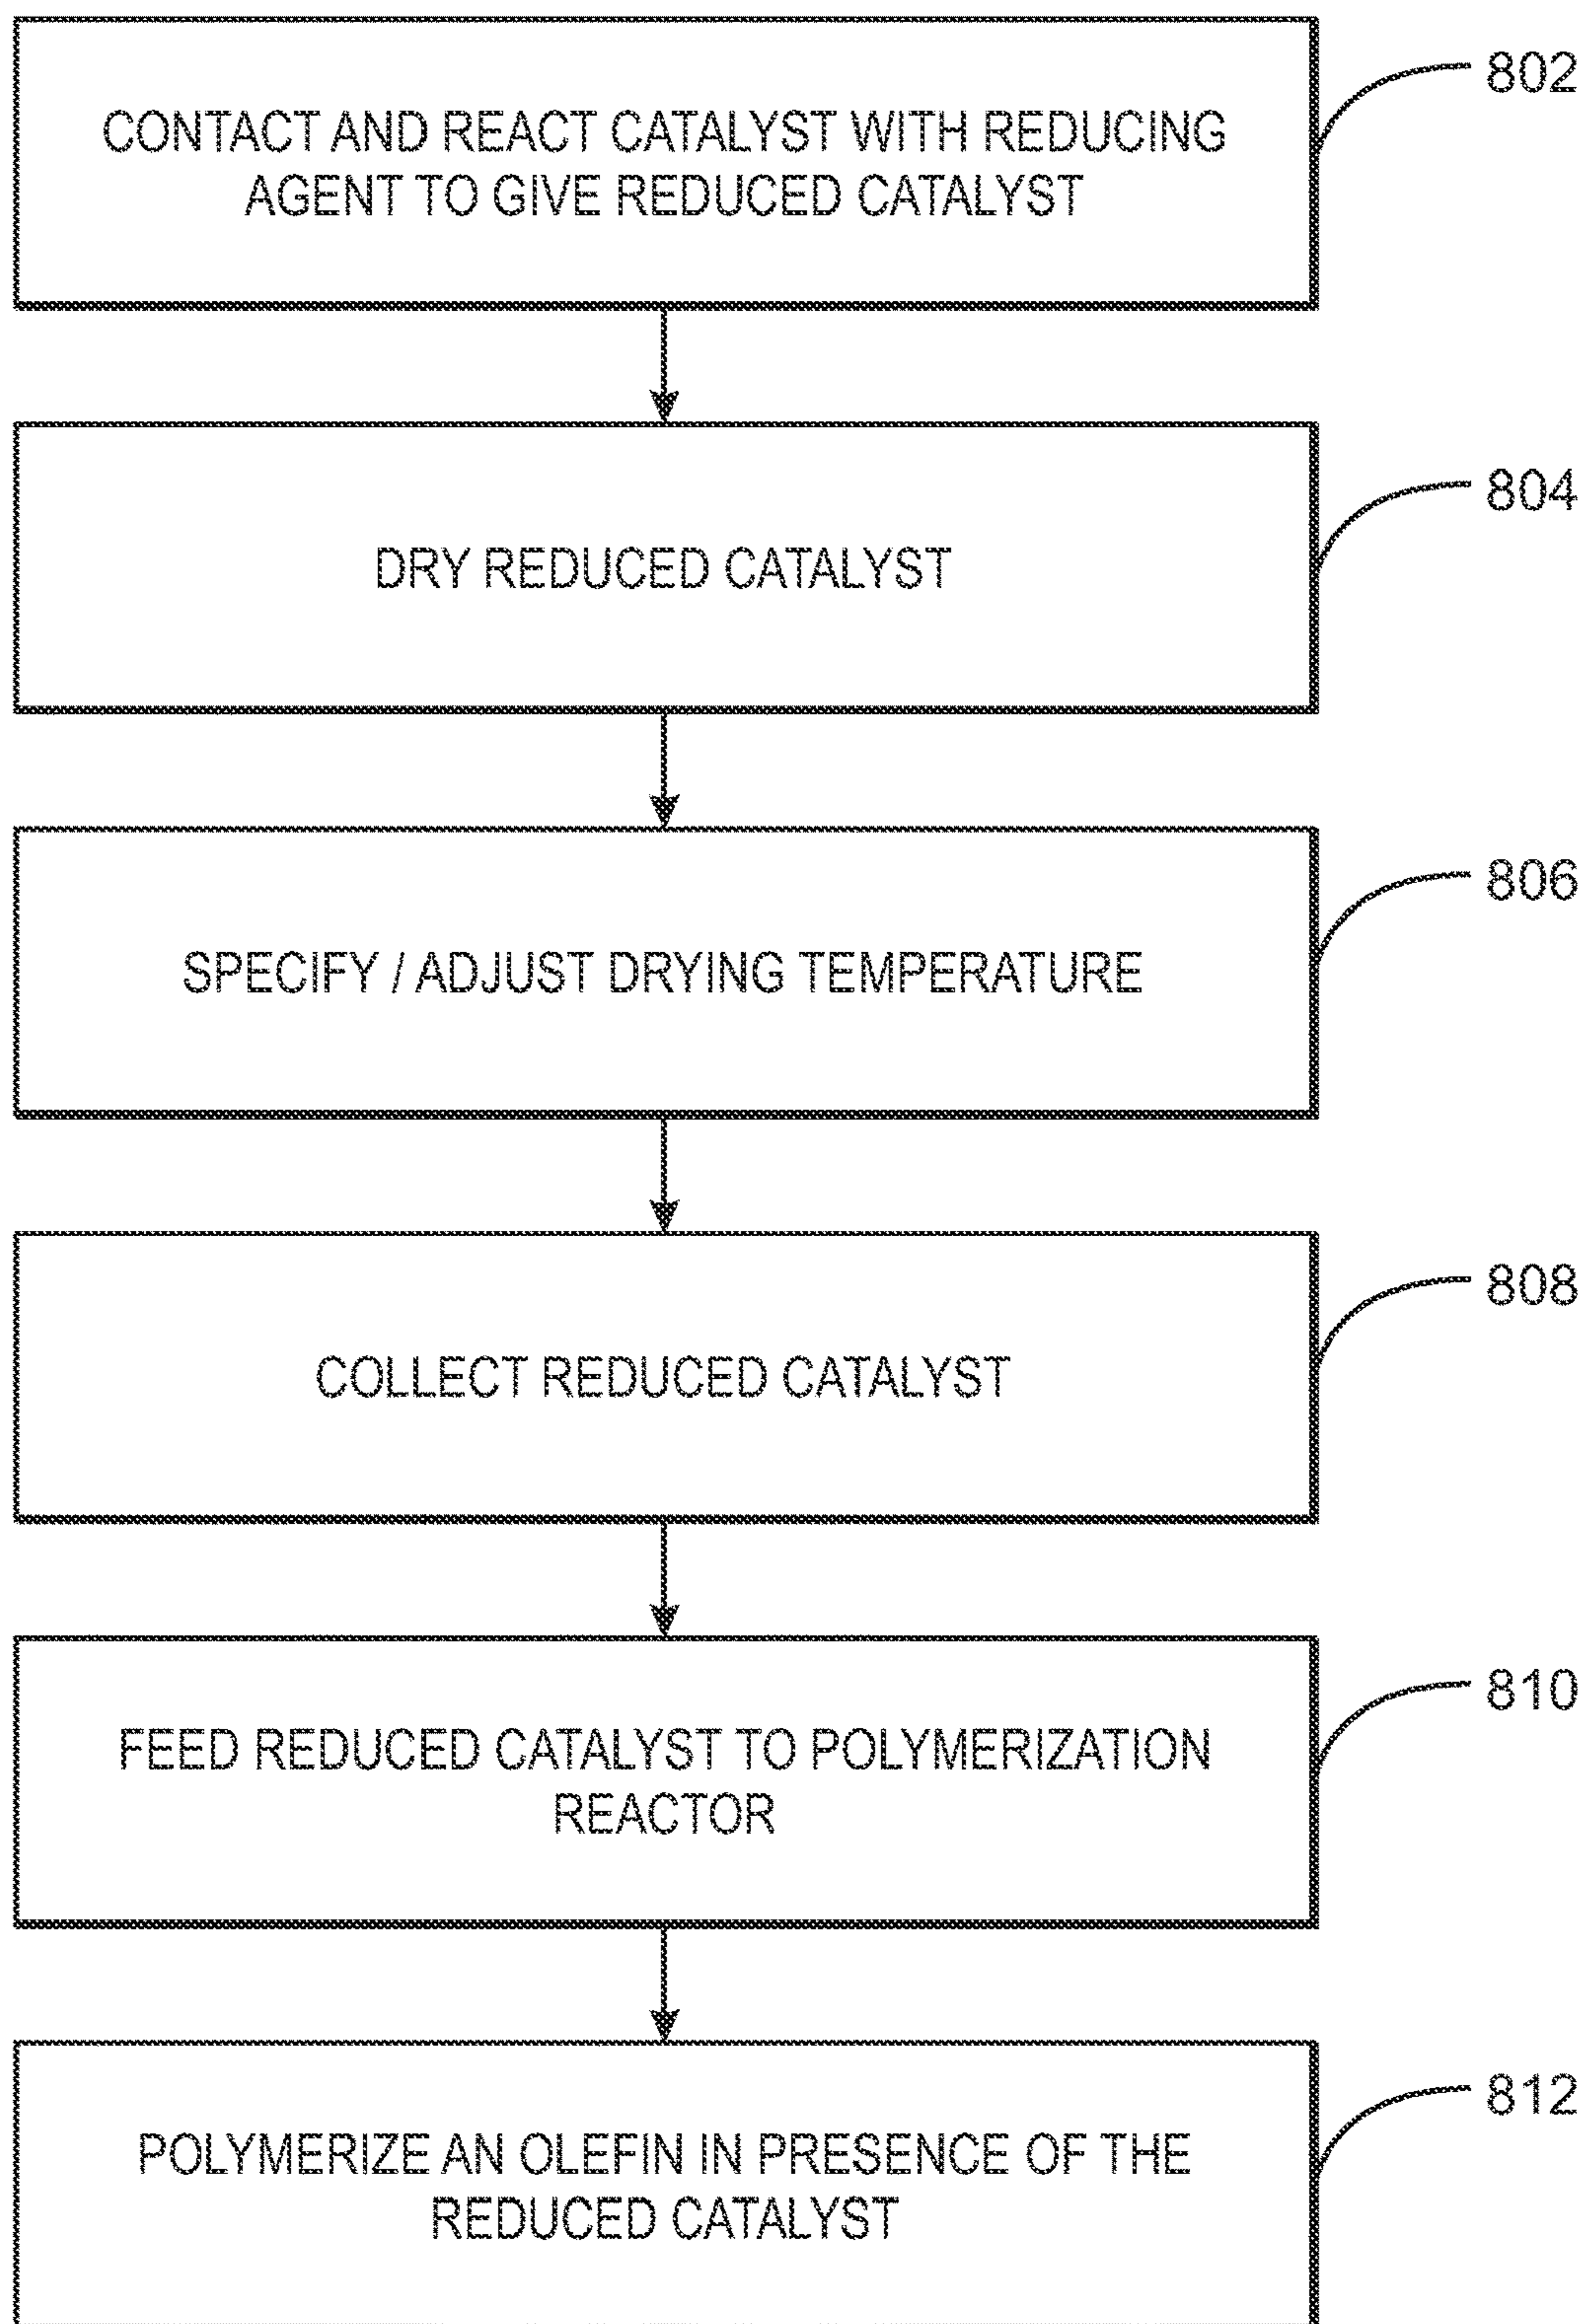 802
CONTACT AND REACT CATALYST WITH REDUCING
AGENT TO GIVE REDUCED CATALYST
804
DRY REDUCED CATALYST
806
SPECIFY / ADJUST DRYING TEMPERATURE
808
COLLECT REDUCED CATALYST
810
FEED REDUCED CATALYST TO POLYMERIZATION
REACTOR
812
POLYMERIZE AN OLEFIN IN PRESENCE OF THE
REDUCED CATALYST